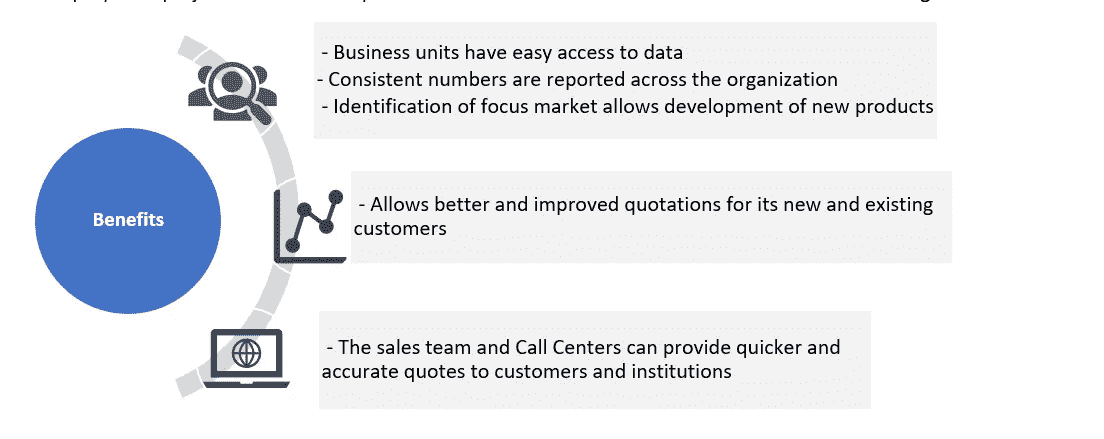 Benefits
- Business units have easy access to data
- Consistent numbers are reported across the organization
- Identification of focus market allows development of new products
- Allows better and improved quotations for its new and existing
customers
- The sales team and Call Centers can provide quicker and
accurate quotes to customers and institutions